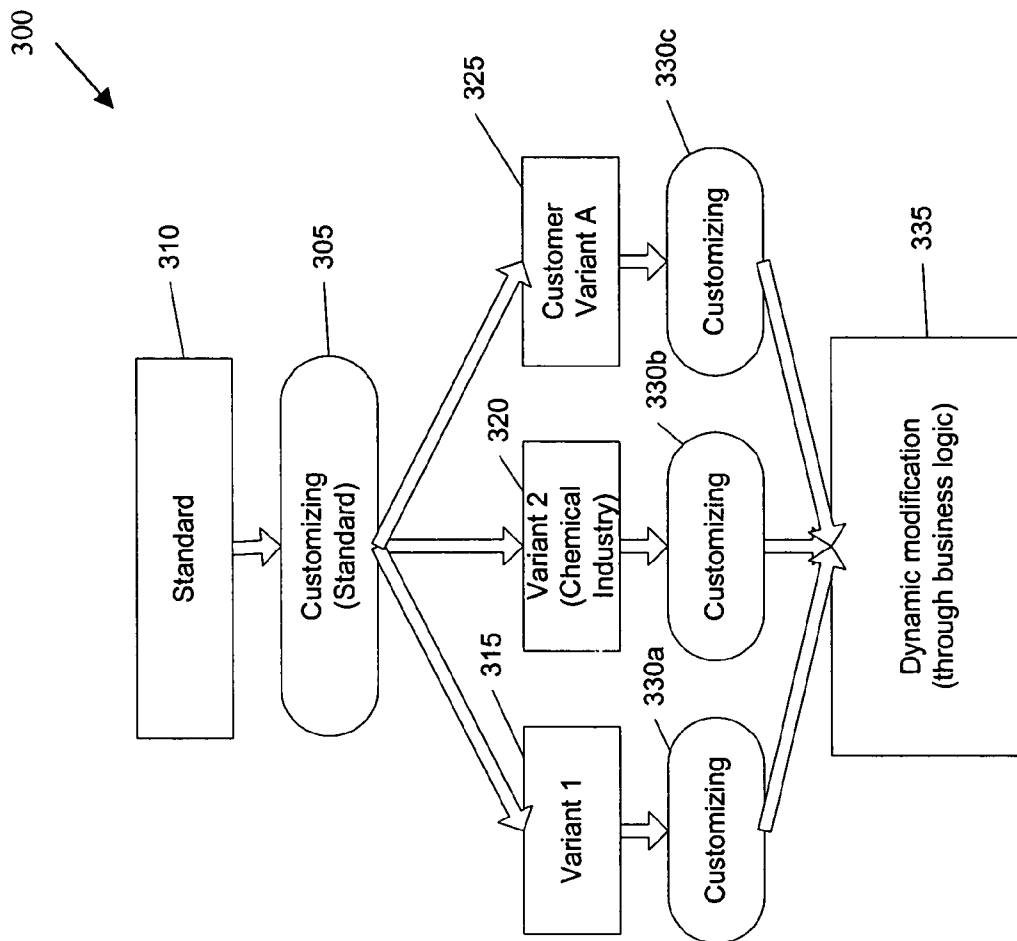 300
Standard
310
Customizing
(Standard)
305
Variant 1
315
Variant 2
(Chemical
Industry)
320
Customer
Variant A
325
Customizing
330a
Customizing
330b
Customizing
330c
Dynamic modification
(through business logic)
335